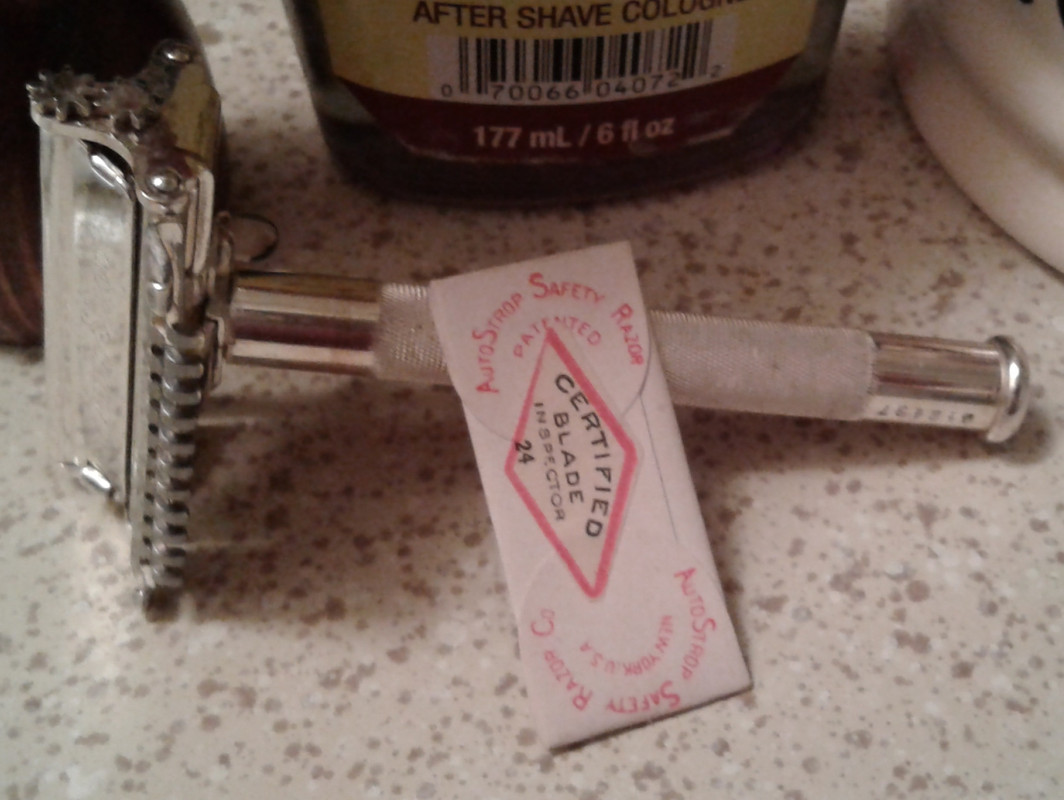 AFTER SHAVE COLOGNE
0 70066 04072 2
177 mL / 6 fl oz
AUTOSTROP SAFETY RAZOR
PATENTED
CERTIFIED
BLADE
INSPECTOR
24
AUTOSTROP SAFETY RAZOR CO
NEW YORK, U.S.A